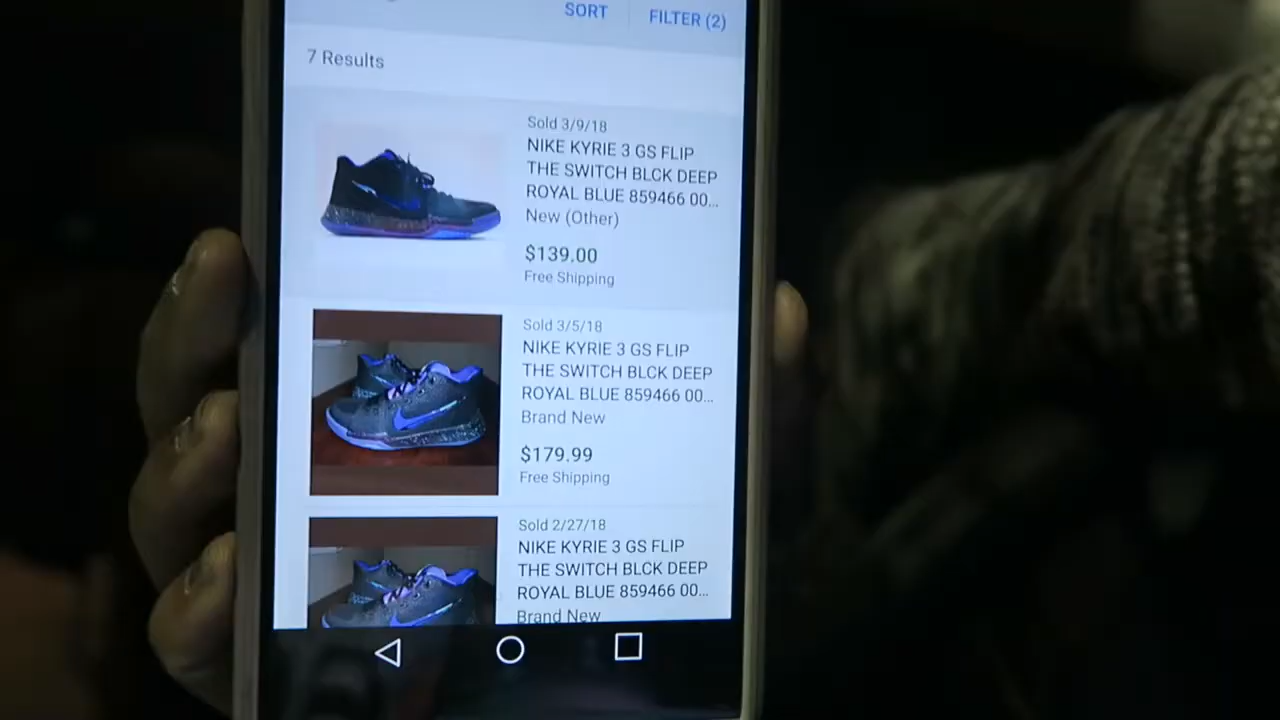 SORT
FILTER (2)
7 Results
Sold 3/9/18
NIKE KYRIE 3 GS FLIP
THE SWITCH BLCK DEEP
ROYAL BLUE 859466 00...
New (Other)
$139.00
Free Shipping
Sold 3/5/18
NIKE KYRIE 3 GS FLIP
THE SWITCH BLCK DEEP
ROYAL BLUE 859466 00...
Brand New
$179.99
Free Shipping
Sold 2/27/18
NIKE KYRIE 3 GS FLIP
THE SWITCH BLCK DEEP
ROYAL BLUE 859466 00...
Brand New